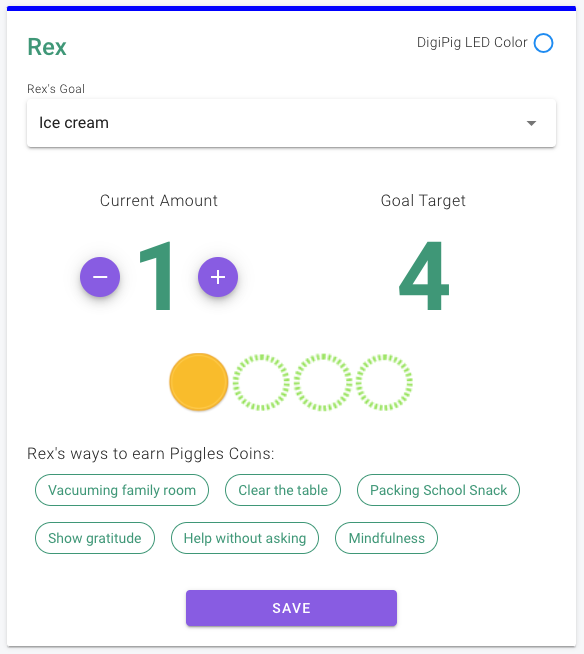 Rex
DigiPig LED Color
Rex's Goal
Ice cream
Current Amount
Goal Target
− 1 +
4
Rex's ways to earn Piggles Coins:
Vacuuming family room
Clear the table
Packing School Snack
Show gratitude
Help without asking
Mindfulness
SAVE